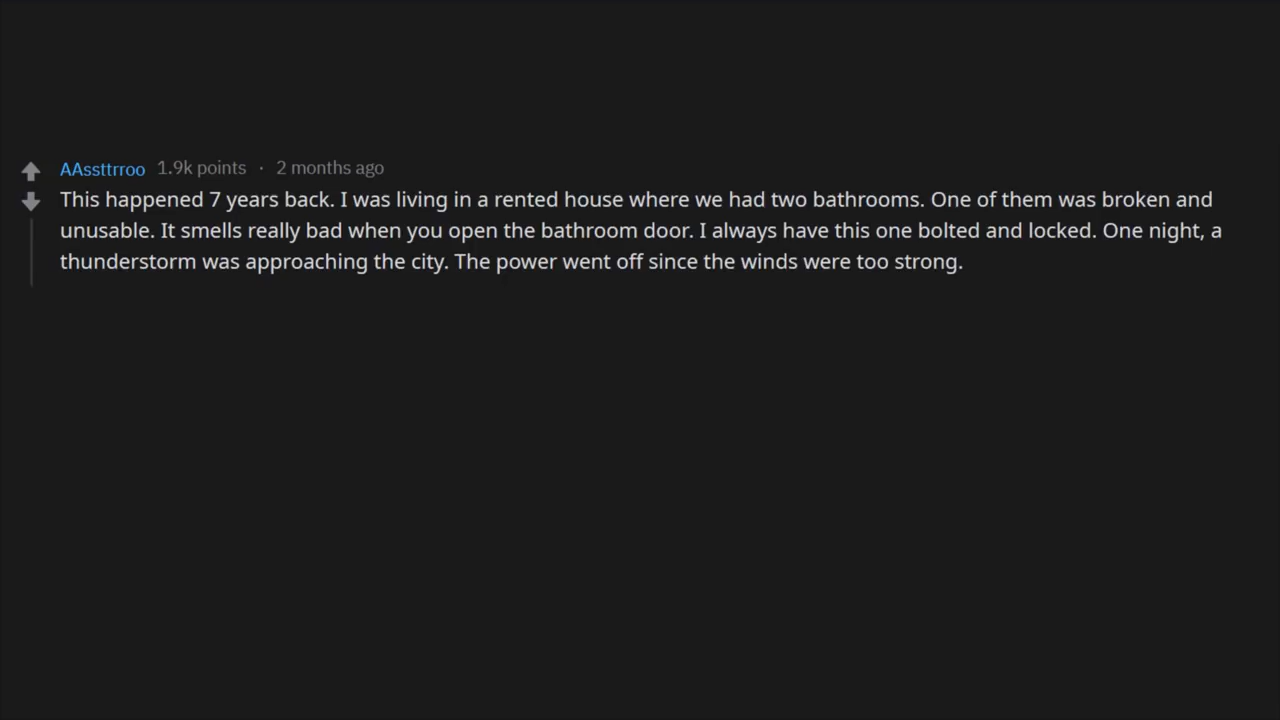 AAssttrroo 1.9k points · 2 months ago
This happened 7 years back. I was living in a rented house where we had two bathrooms. One of them was broken and
unusable. It smells really bad when you open the bathroom door. I always have this one bolted and locked. One night, a
thunderstorm was approaching the city. The power went off since the winds were too strong.